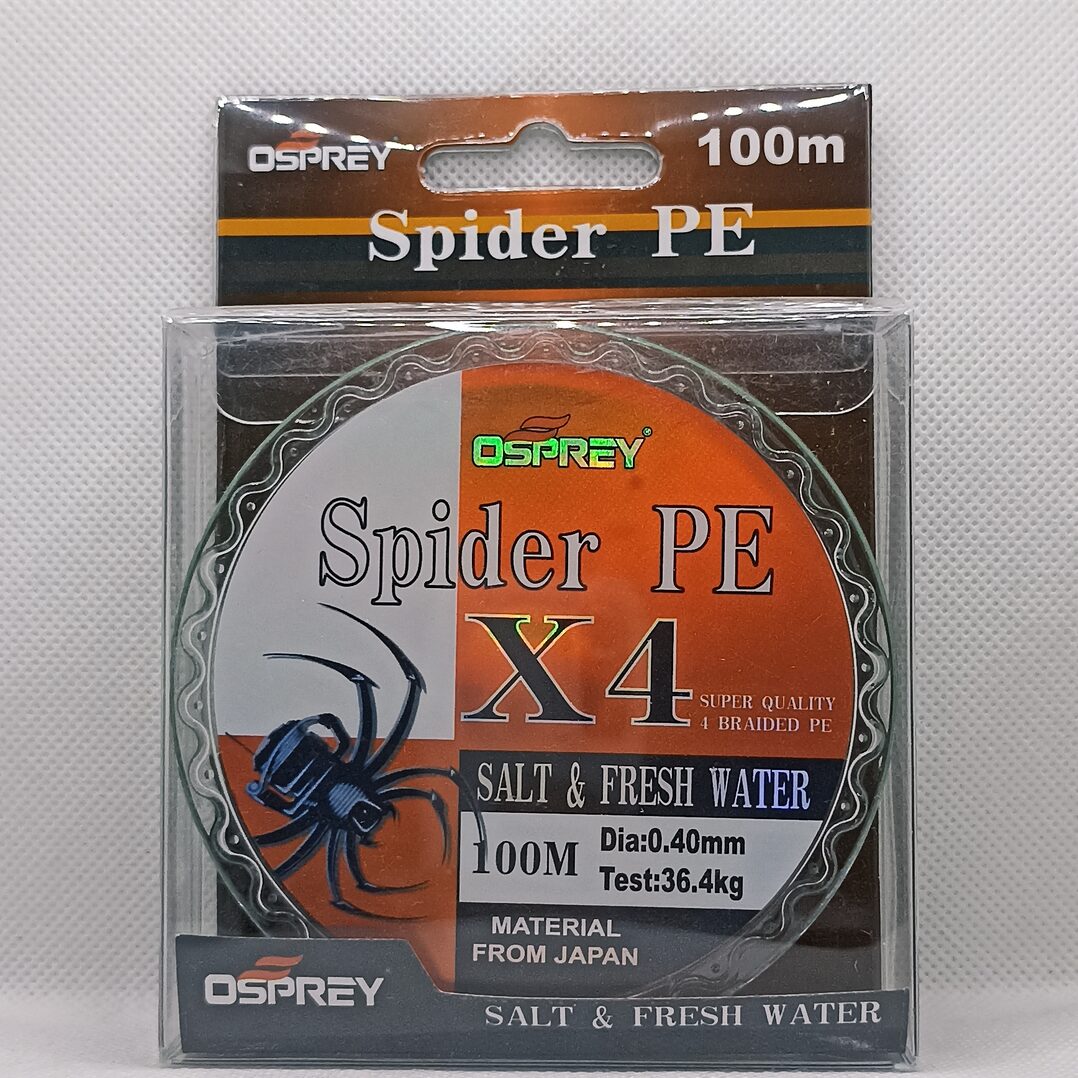 OSPREY
100m
Spider PE
OSPREY®
Spider PE
X4
SUPER QUALITY
4 BRAIDED PE
SALT & FRESH WATER
100M
Dia:0.40mm
Test:36.4kg
MATERIAL
FROM JAPAN
OSPREY
SALT & FRESH WATER